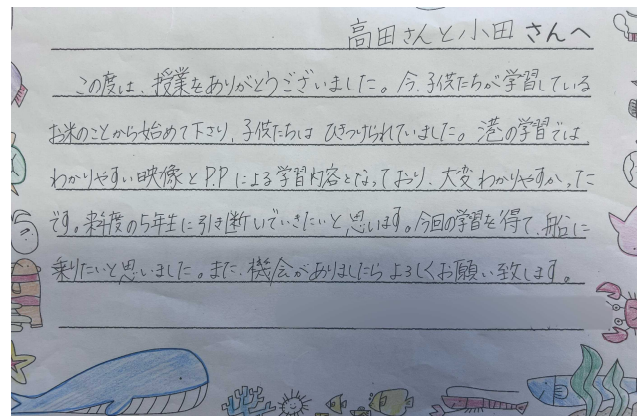 高田さんと小田さんへ
この度は、授業をありがとうございました。今、子供たちが学習している
お米のことから始めて下さり、子供たちは ひきつけられていました。港の学習では、
わかりやすい映像とP.Pによる学習内容となっており、大変わかりやすかった
です。来年度の5年生に引き継いでいきたいと思います。今回の学習を得て、船に
乗りたいと思いました。また、機会がありましたら よろしくお願い致します。